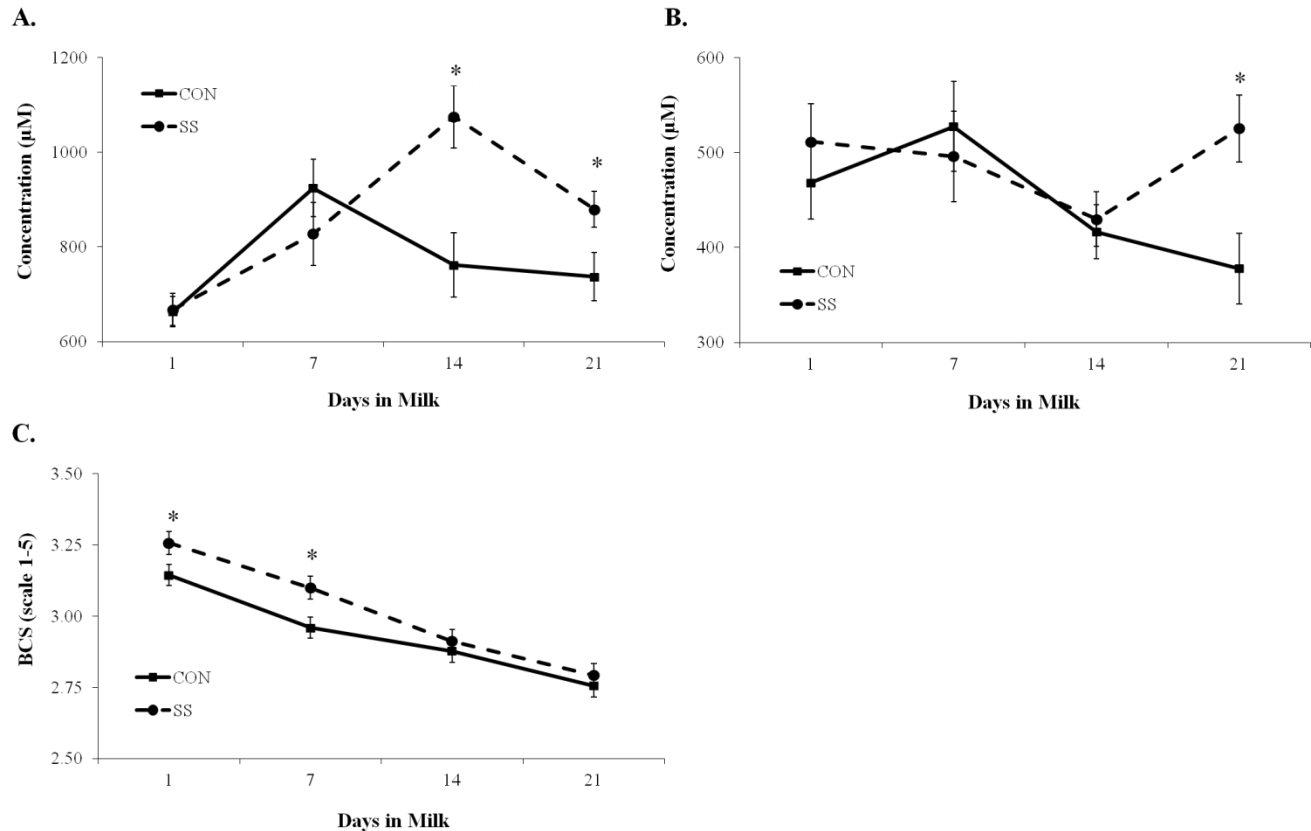 A.
Concentration (µM)
1200
1000
800
600
CON
SS
*
*
1 7 14 21
Days in Milk
B.
Concentration (µM)
600
500
400
300
*
CON
SS
1 7 14 21
Days in Milk
C.
BCS (scale 1-5)
3.50
3.25
3.00
2.75
2.50
*
*
CON
SS
1 7 14 21
Days in Milk